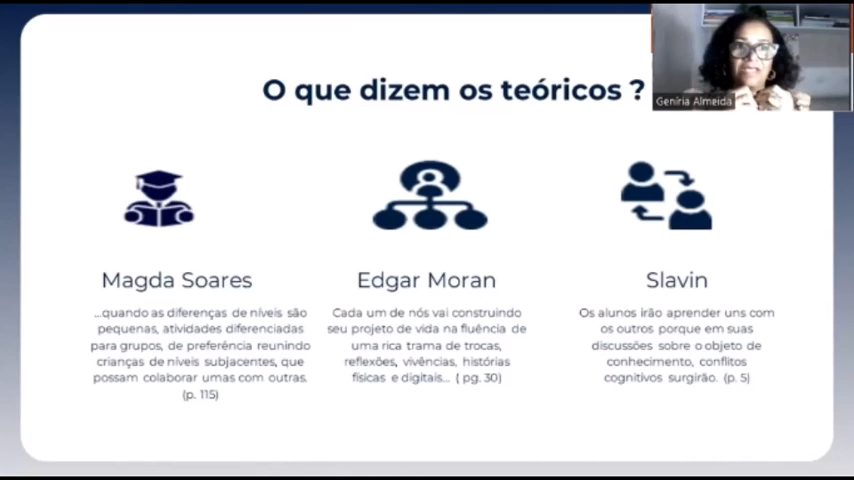 O que dizem os teóricos ?
Geníria Almeida
Magda Soares
...quando as diferenças de níveis são
pequenas, atividades diferenciadas
para grupos, de preferência reunindo
crianças de níveis subjacentes, que
possam colaborar umas com outras.
(p. 115)
Edgar Moran
Cada um de nós vai construindo
seu projeto de vida na fluência de
uma rica trama de trocas,
reflexões, vivências, histórias
físicas e digitais... ( pg. 30)
Slavin
Os alunos irão aprender uns com
os outros porque em suas
discussões sobre o objeto de
conhecimento, conflitos
cognitivos surgirão. (p. 5)